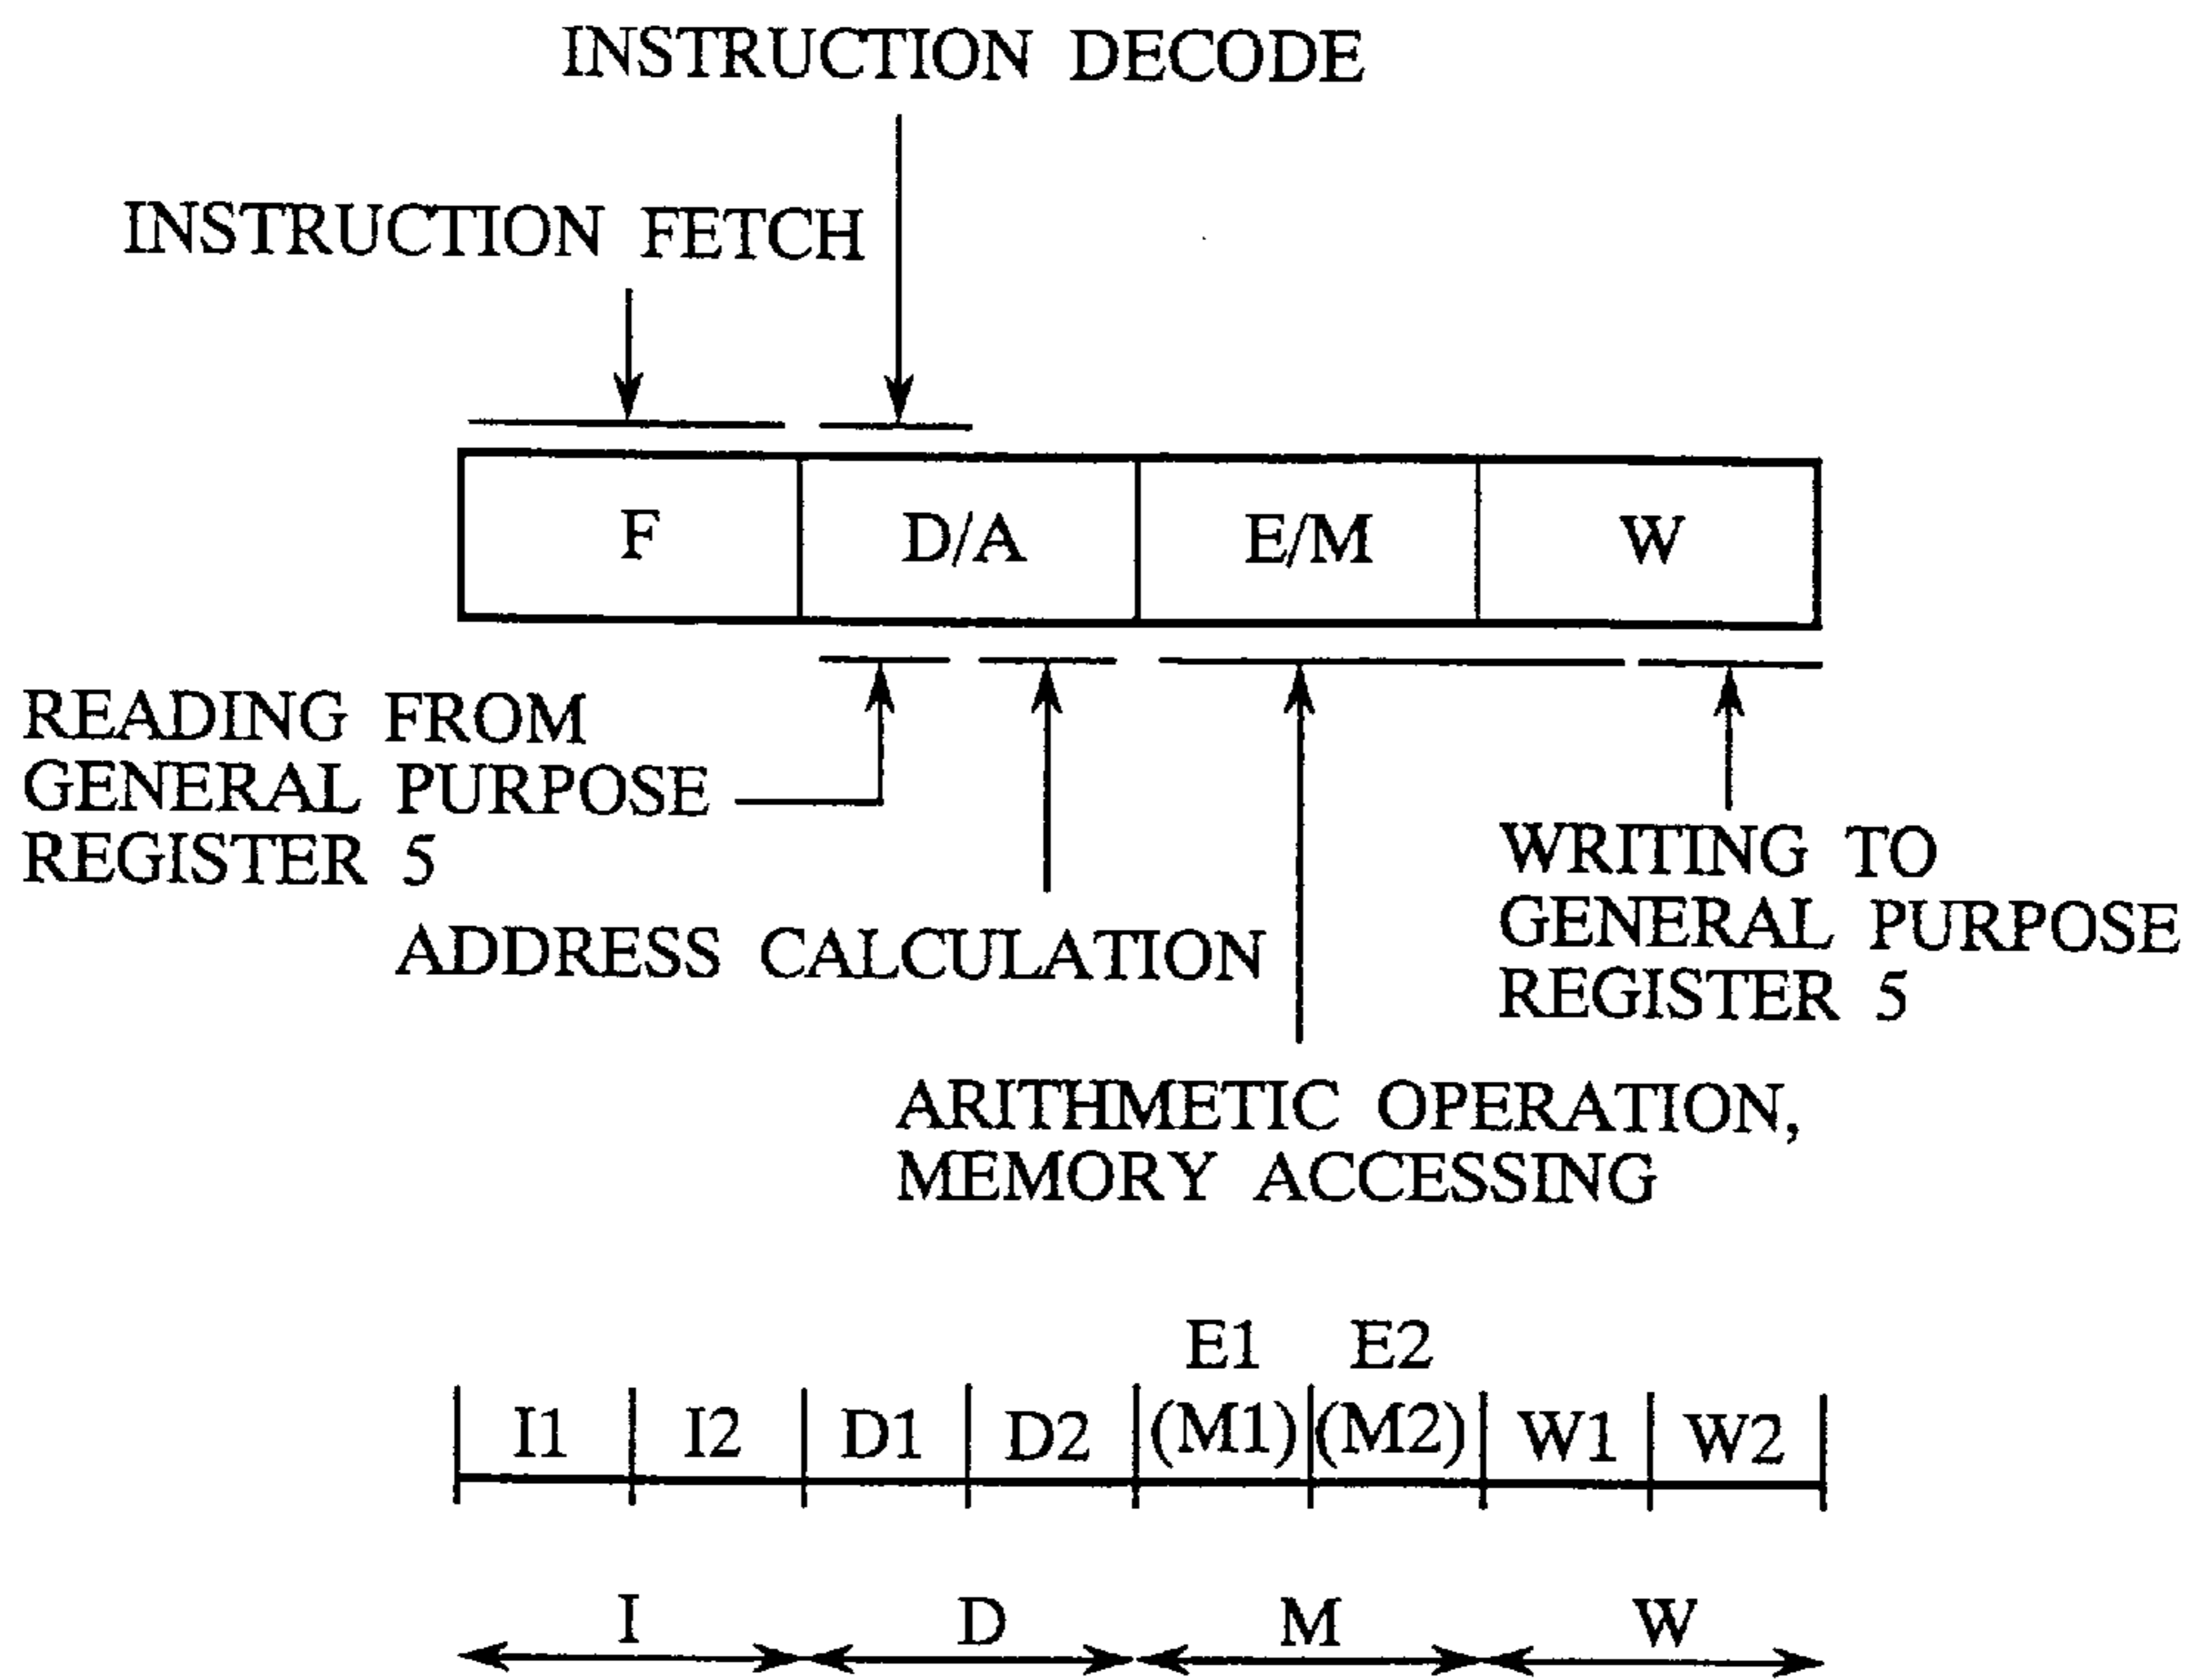 INSTRUCTION DECODE
INSTRUCTION FETCH
F
D/A
E/M
W
READING FROM
GENERAL PURPOSE
REGISTER 5
ADDRESS CALCULATION
WRITING TO
GENERAL PURPOSE
REGISTER 5
ARITHMETIC OPERATION,
MEMORY ACCESSING
E1 E2
I1 I2 D1 D2 (M1) (M2) W1 W2
I D M W